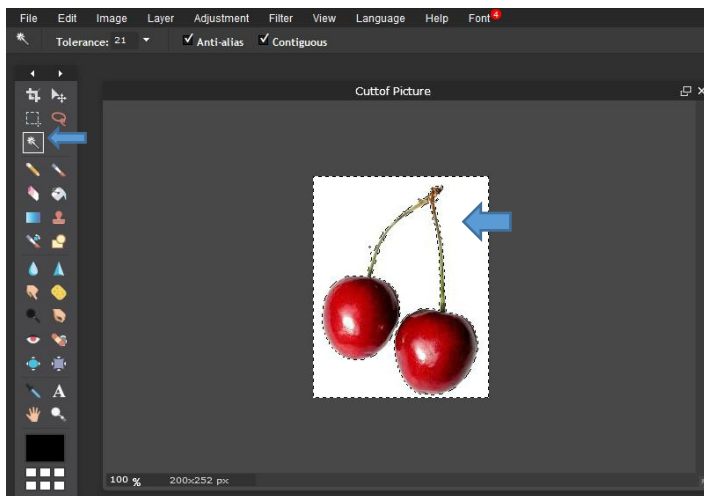 File Edit Image Layer Adjustment Filter View Language Help Font 4
Tolerance: 21 Anti-alias Contiguous
Cuttof Picture
A
100 % 200x252 px